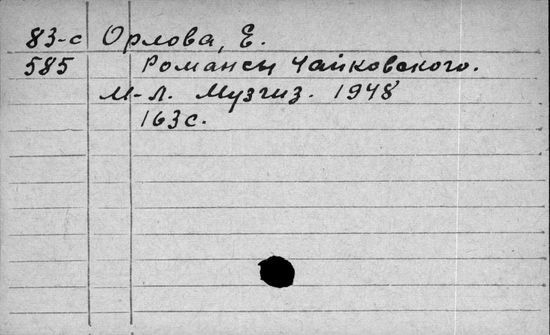 83-с Орлова, Е.
585 Романсы Чайковского.
М-Л. Музгиз. 1948
163с.